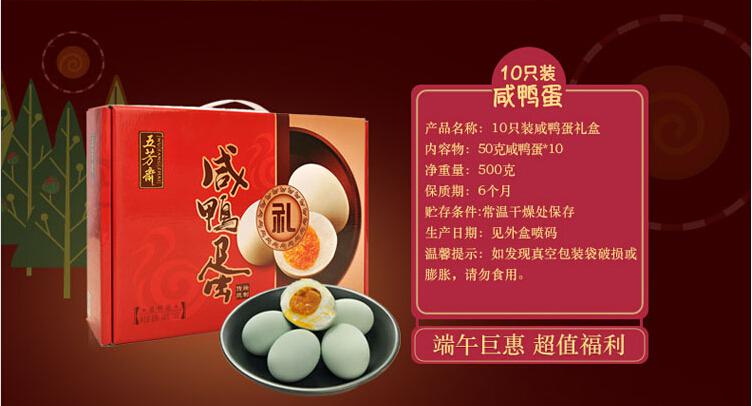 五芳斋
咸鸭蛋
礼
10只装
咸鸭蛋
产品名称：10只装咸鸭蛋礼盒
内容物：50克咸鸭蛋*10
净重量：500克
保质期：6个月
贮存条件:常温干燥处保存
生产日期：见外盒喷码
温馨提示：如发现真空包装袋破损或
膨胀，请勿食用。
端午巨惠 超值福利